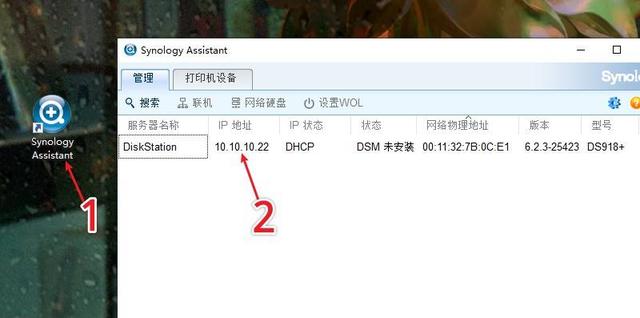 Synology Assistant
管理
打印机设备
Synolo
搜索
联机
网络硬盘
设置WOL
服务器名称
IP 地址
IP 状态
状态
网络物理地址
版本
型号
DiskStation
10.10.10.22
DHCP
DSM 未安装
00:11:32:7B:0C:E1
6.2.3-25423
DS918+
Synology
Assistant
1
2